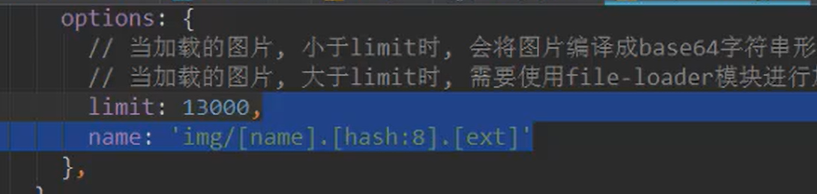 options: {
// 当加载的图片, 小于limit时, 会将图片编译成base64字符串形
// 当加载的图片, 大于limit时, 需要使用file-loader模块进行
limit: 13000,
name: 'img/[name].[hash:8].[ext]'
},